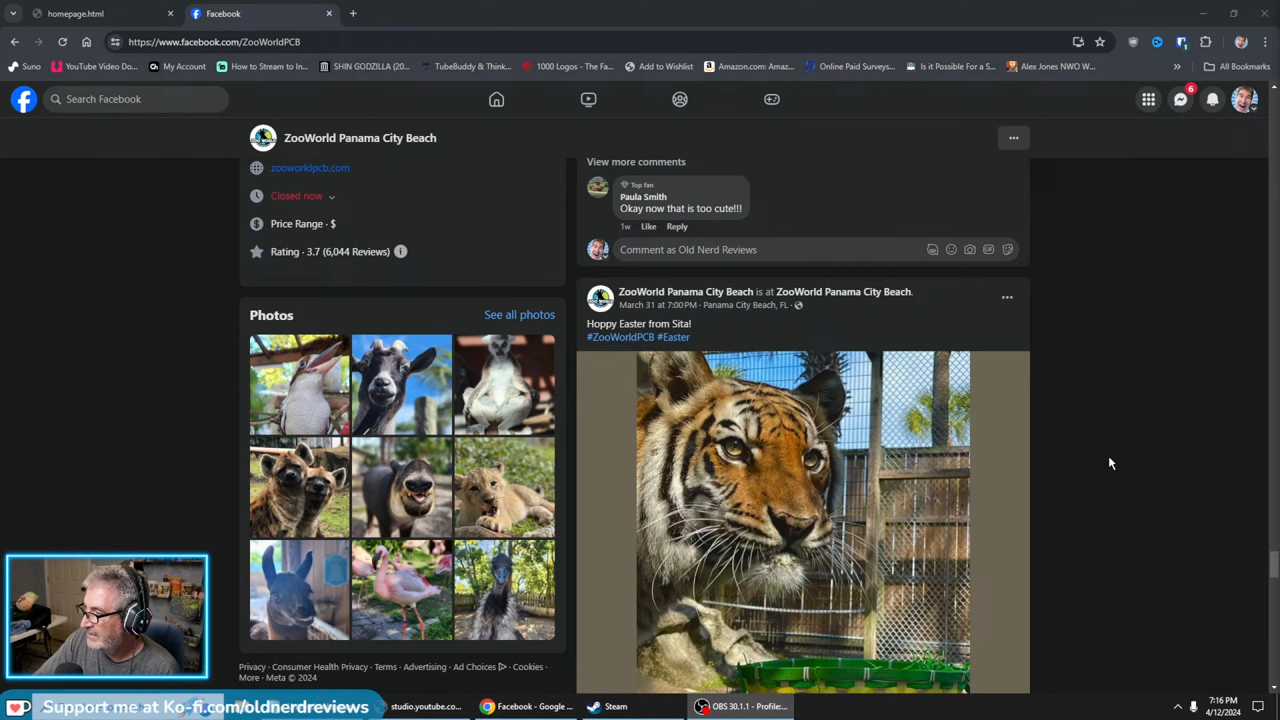 homepage.html
Facebook
https://www.facebook.com/ZooWorldPCB
Suno
YouTube Video Do...
My Account
How to Stream to In...
SHIN GODZILLA (20...
TubeBuddy & Think...
1000 Logos - The Fa...
Add to Wishlist
Amazon.com: Amaz...
Online Paid Surveys...
Is it Possible For a S...
Alex Jones NWO W...
All Bookmarks
Search Facebook
6
ZooWorld Panama City Beach
zooworldpcb.com
Closed now
Price Range · $
Rating · 3.7 (6,044 Reviews)
Photos
See all photos
Privacy · Consumer Health Privacy · Terms · Advertising · Ad Choices · Cookies ·
More · Meta © 2024
View more comments
Top fan
Paula Smith
Okay now that is too cute!!!
1w Like Reply
Comment as Old Nerd Reviews
ZooWorld Panama City Beach is at ZooWorld Panama City Beach.
March 31 at 7:00 PM · Panama City Beach, FL ·
Hoppy Easter from Sita!
#ZooWorldPCB #Easter
Support me at Ko-fi.com/oldnerdreviews
studio.youtube.co...
Facebook - Google ...
Steam
OBS 30.1.1 - Profile:...
7:16 PM
4/12/2024